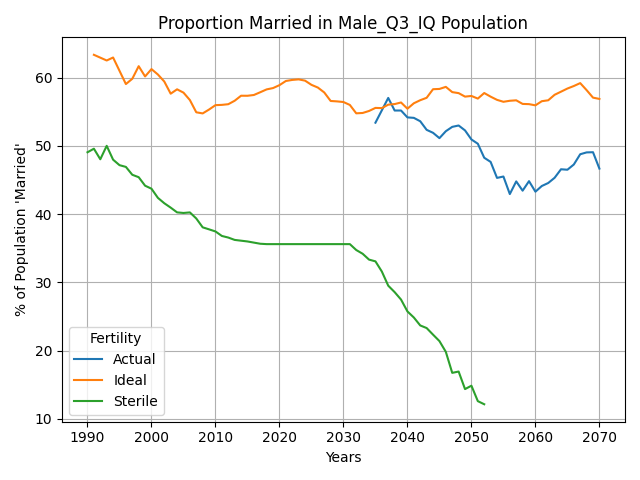 Proportion Married in Male_Q3_IQ Population
% of Population 'Married'
60
50
40
30
20
10
Fertility
Actual
Ideal
Sterile
1990 2000 2010 2020 2030 2040 2050 2060 2070
Years